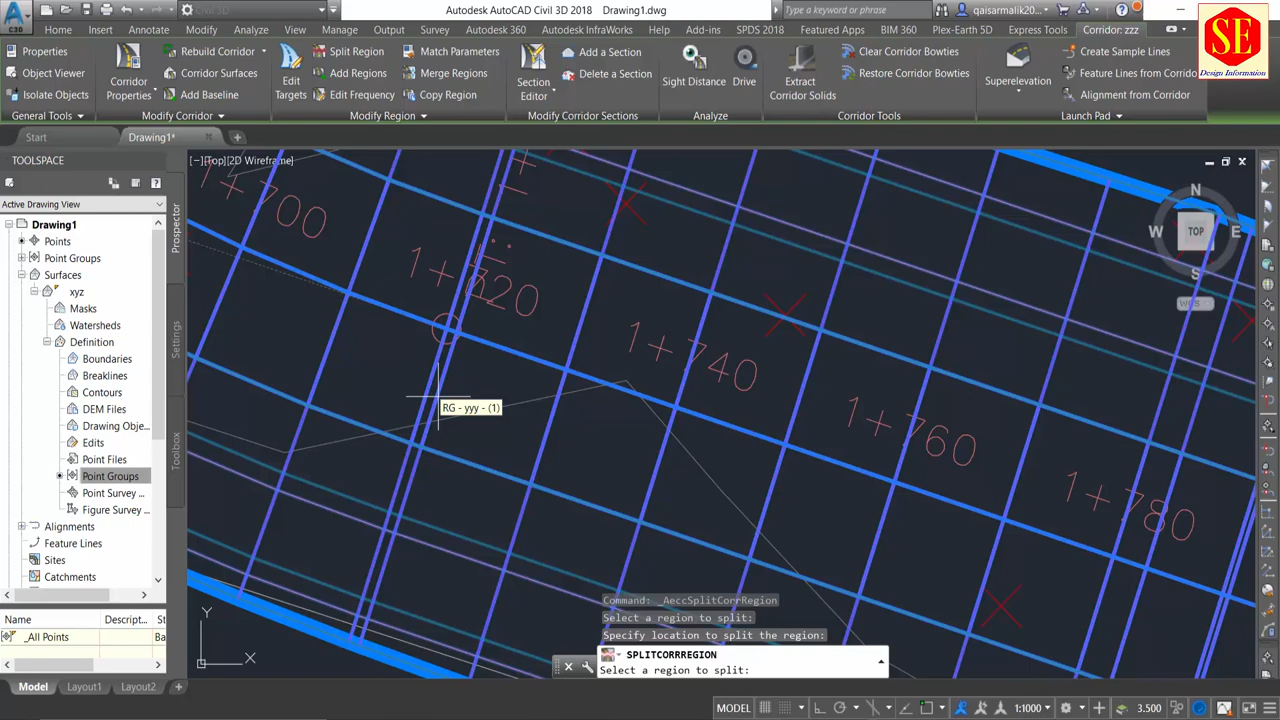 Autodesk AutoCAD Civil 3D 2018 Drawing1.dwg
Type a keyword or phrase
qaisarmalik20...
C3D
Civil 3D
Home Insert Annotate Modify Analyze View Manage Output Survey Autodesk 360 Autodesk InfraWorks Help Add-ins SPDS 2018 Featured Apps BIM 360 Plex-Earth 5D Express Tools Corridor: zzz
SE
Design Information
Properties
Object Viewer
Isolate Objects
General Tools
Corridor
Properties
Rebuild Corridor
Corridor Surfaces
Add Baseline
Modify Corridor
Edit
Targets
Split Region
Add Regions
Edit Frequency
Match Parameters
Merge Regions
Copy Region
Modify Region
Section
Editor
Add a Section
Delete a Section
Modify Corridor Sections
Sight Distance
Drive
Analyze
Extract
Corridor Solids
Clear Corridor Bowties
Restore Corridor Bowties
Corridor Tools
Superelevation
Create Sample Lines
Feature Lines from Corrido
Alignment from Corridor
Launch Pad
Start
Drawing1*
TOOLSPACE
Active Drawing View
Drawing1
Points
Point Groups
Surfaces
xyz
Masks
Watersheds
Definition
Boundaries
Breaklines
Contours
DEM Files
Drawing Obje...
Edits
Point Files
Point Groups
Point Survey ...
Figure Survey ...
Alignments
Feature Lines
Sites
Catchments
Prospector
Settings
Toolbox
Name Descript... St
_All Points Ba
[−][Top][2D Wireframe]
N
W TOP E
S
WCS
1+700
1+720
1+740
1+760
1+780
RG - yyy - (1)
Y
X
Command: _AeccSplitCorrRegion
Select a region to split:
Specify location to split the region:
SPLITCORRREGION
Select a region to split:
Model Layout1 Layout2
MODEL
1:1000
3.500